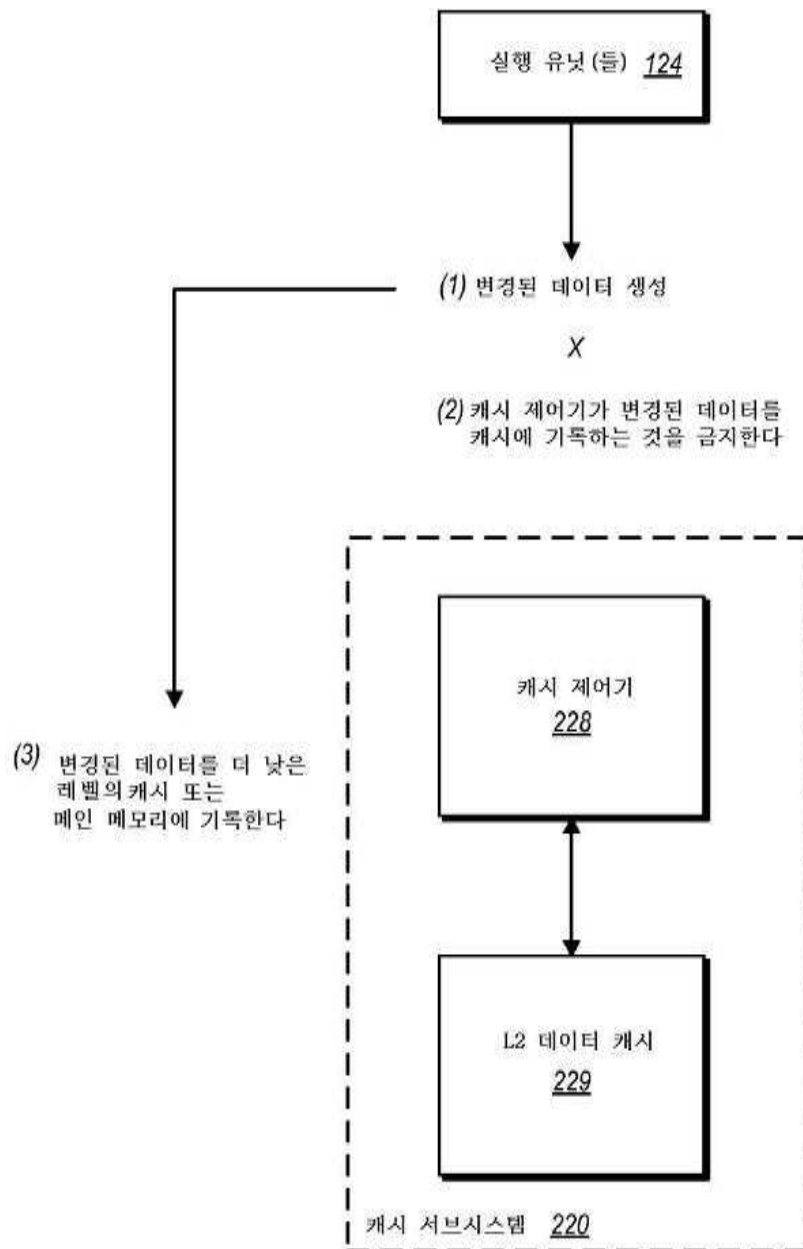 실행 유닛(들) 124
(1) 변경된 데이터 생성
X
(2) 캐시 제어기가 변경된 데이터를
캐시에 기록하는 것을 금지한다
캐시 제어기
228
(3) 변경된 데이터를 더 낮은
레벨의 캐시 또는
메인 메모리에 기록한다
L2 데이터 캐시
229
캐시 서브시스템 220